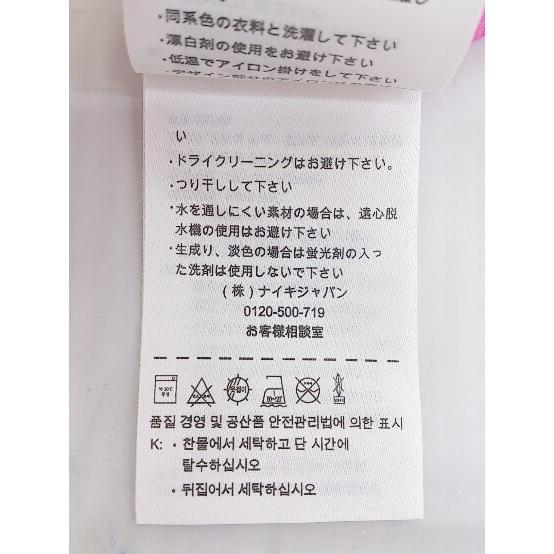 ・同系色の衣料と洗濯して下さい
・漂白剤の使用をお避け下さい
・低温でアイロン掛けをして下さい
い
・ドライクリーニングはお避け下さい。
・つり干しして下さい
・水を通しにくい素材の場合は、遠心脱
水機の使用はお避け下さい
・生成り、淡色の場合は蛍光剤の入っ
た洗剤は使用しないで下さい
(株)ナイキジャパン
0120-500-719
お客様相談室
품질 경영 및 공산품 안전관리법에 의한 표시
K: ・찬물에서 세탁하고 단 시간에
탈수하십시오
・뒤집어서 세탁하십시오